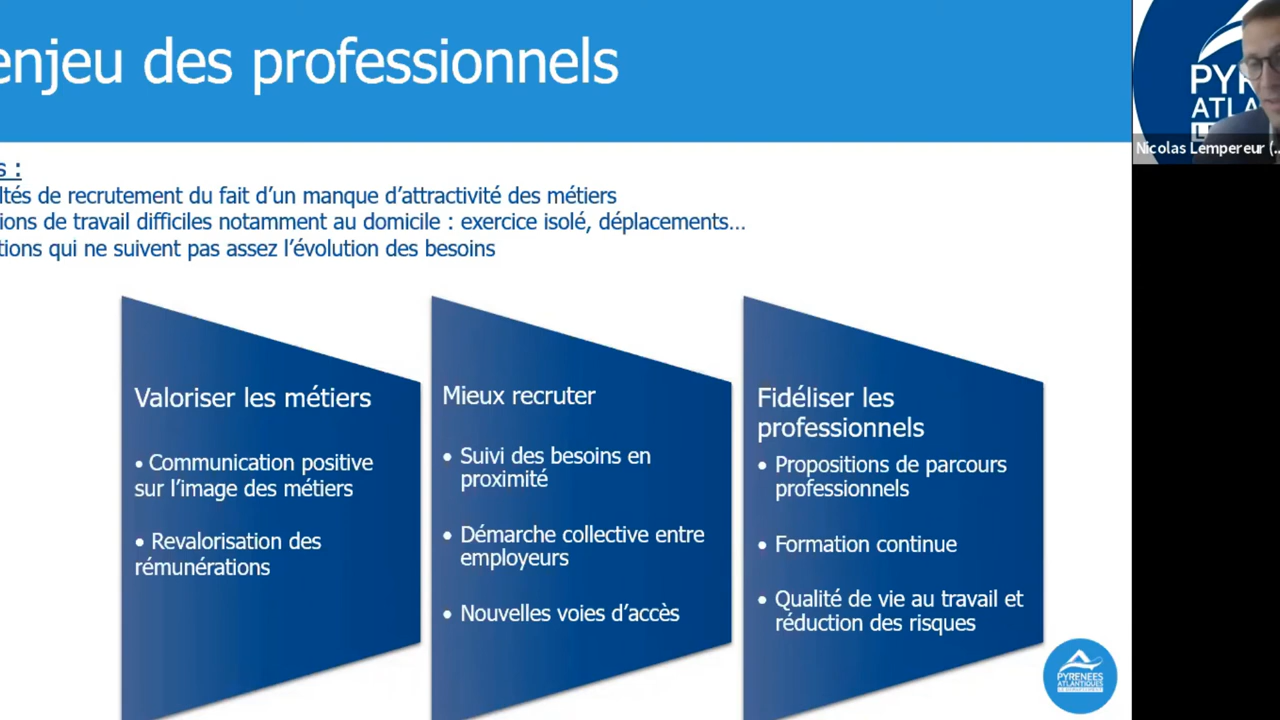 enjeu des professionnels
s :
ltés de recrutement du fait d’un manque d’attractivité des métiers
ions de travail difficiles notamment au domicile : exercice isolé, déplacements…
tions qui ne suivent pas assez l’évolution des besoins
Valoriser les métiers
• Communication positive
sur l’image des métiers
• Revalorisation des
rémunérations
Mieux recruter
• Suivi des besoins en
proximité
• Démarche collective entre
employeurs
• Nouvelles voies d’accès
Fidéliser les
professionnels
• Propositions de parcours
professionnels
• Formation continue
• Qualité de vie au travail et
réduction des risques
PYR
ATLA
Nicolas Lempereur (...
PYRÉNÉES
ATLANTIQUES
LE DÉPARTEMENT